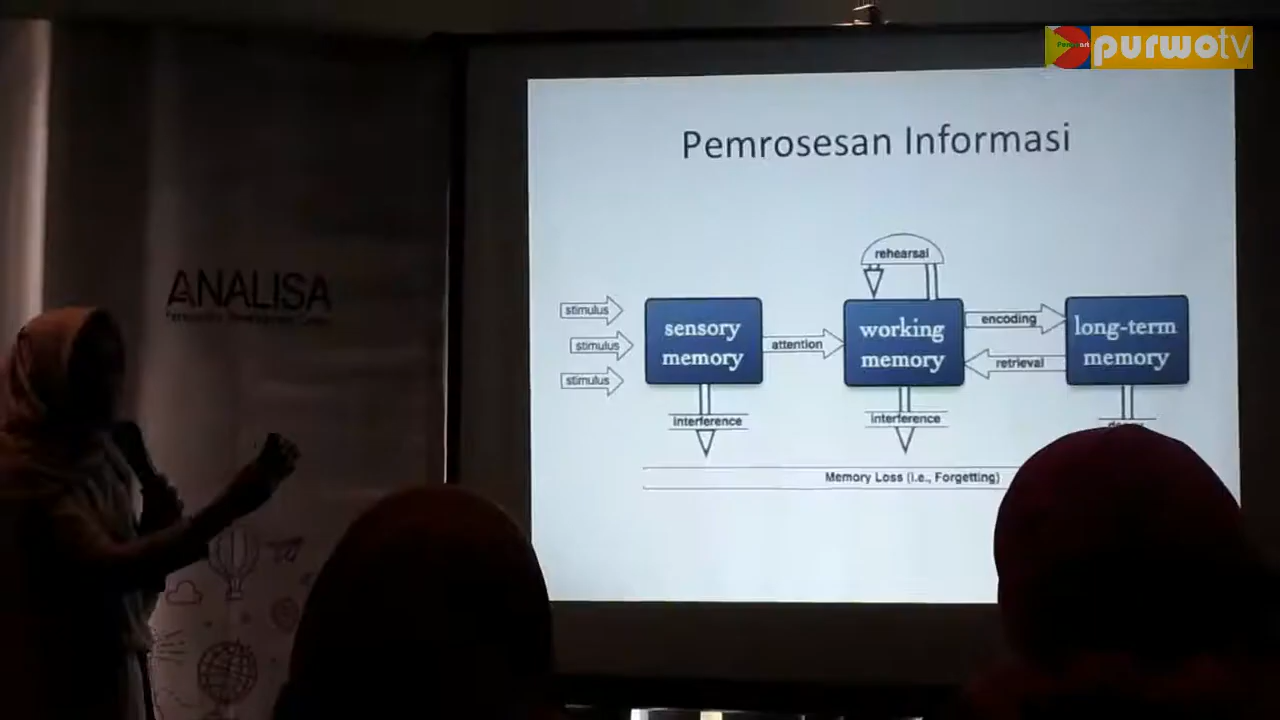 purwotv
Pemrosesan Informasi
ANALISA
rehearsal
stimulus
stimulus
stimulus
sensory
memory
attention
working
memory
encoding
retrieval
long-term
memory
interference
interference
Memory Loss (i.e., Forgetting)